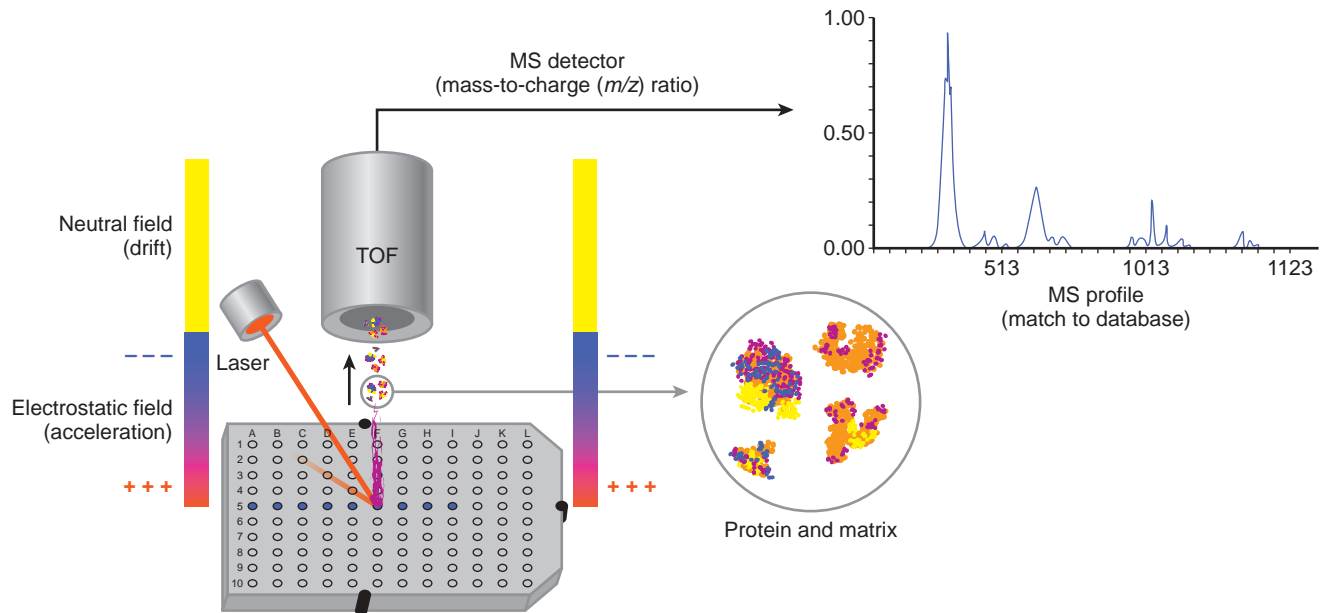 MS detector
(mass-to-charge (m/z) ratio)
1.00
0.50
0.00
513 1013 1123
MS profile
(match to database)
Neutral field
(drift)
TOF
Laser
– – –
– – –
Electrostatic field
(acceleration)
+ + +
+ + +
A B C D E F G H I J K L
1
2
3
4
5
6
7
8
9
10
Protein and matrix